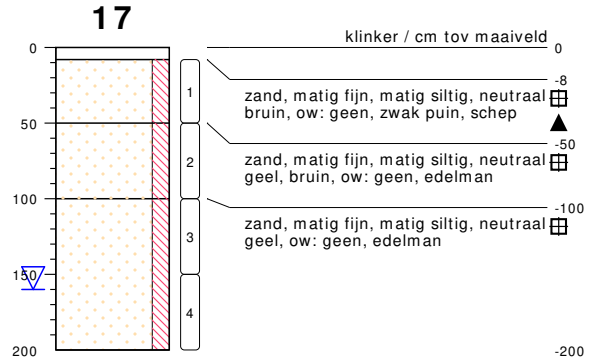 17
klinker / cm tov maaiveld
0
0
-8
zand, matig fijn, matig siltig, neutraal
bruin, ow: geen, zwak puin, schep
1
50
-50
zand, matig fijn, matig siltig, neutraal
geel, bruin, ow: geen, edelman
2
100
-100
zand, matig fijn, matig siltig, neutraal
geel, ow: geen, edelman
3
150
4
200
-200